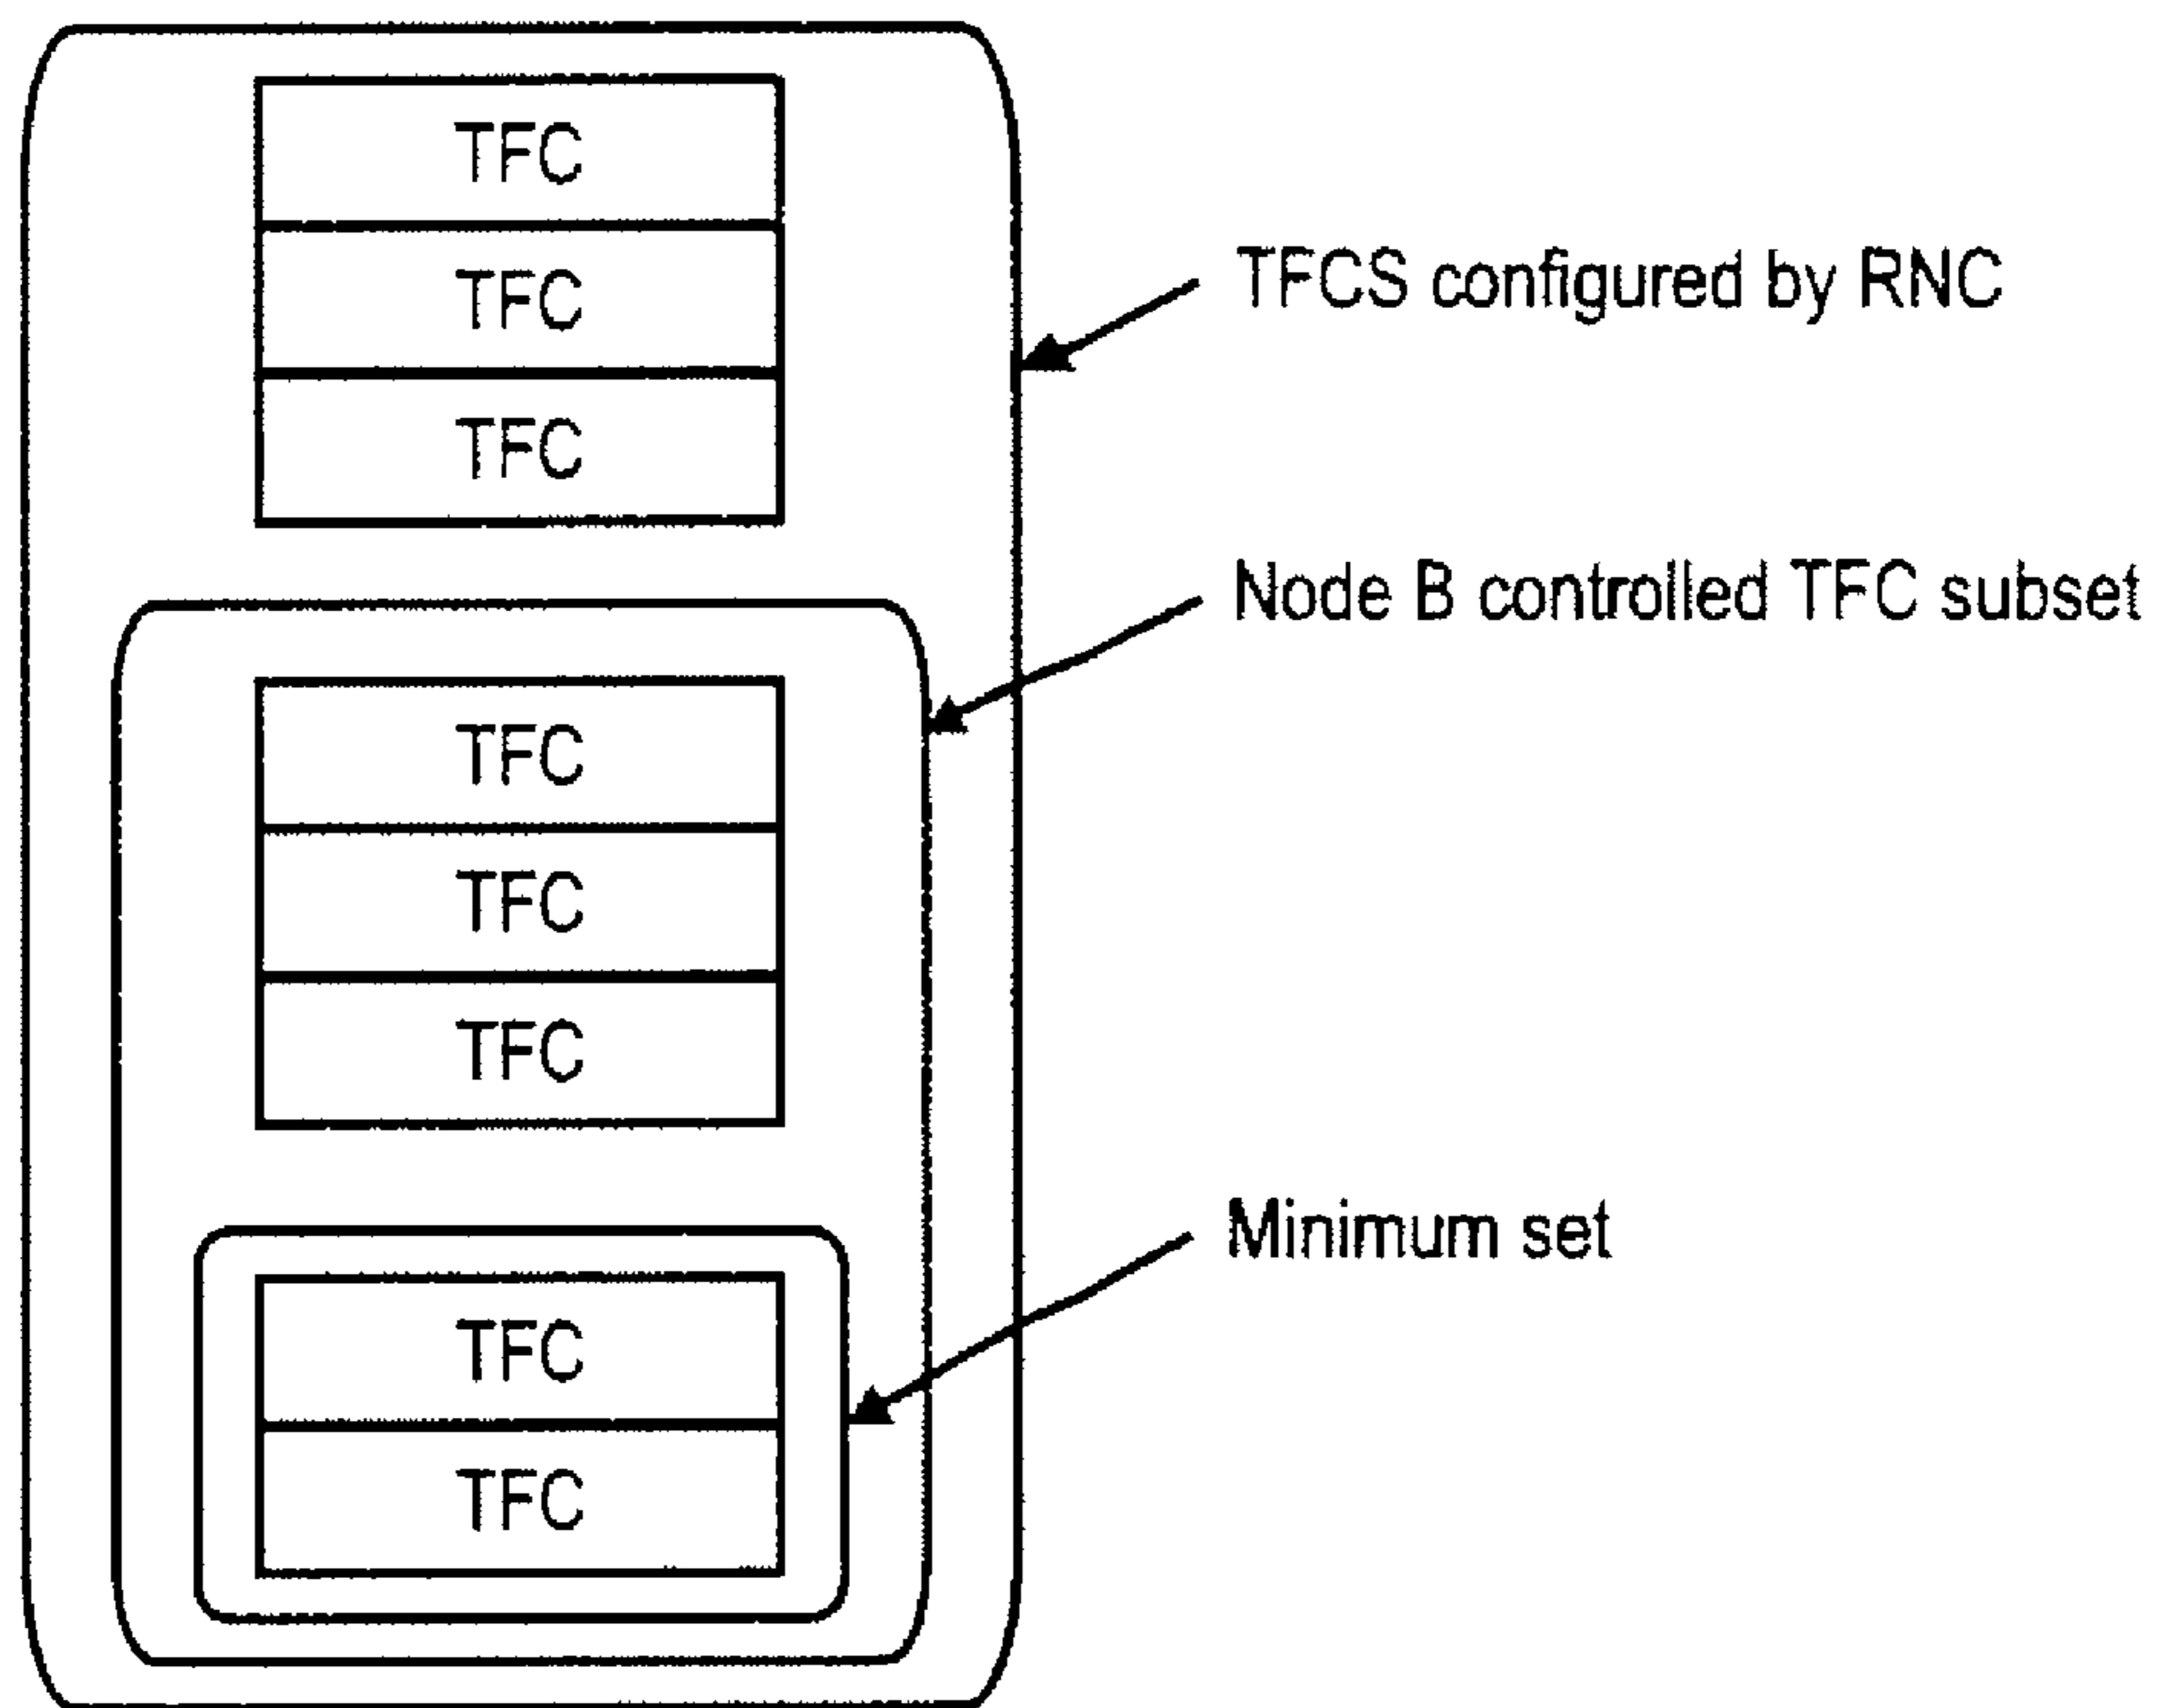 TFC
TFC
TFC
TFCS configured by RNC
Node B controlled TFC subset
TFC
TFC
TFC
Minimum set
TFC
TFC